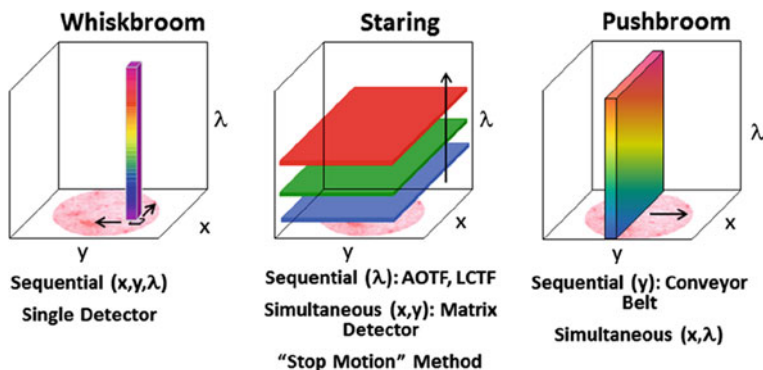 Whiskbroom
λ
x
y
Sequential (x,y,λ)
Single Detector
Staring
λ
x
y
Sequential (λ): AOTF, LCTF
Simultaneous (x,y): Matrix
Detector
“Stop Motion” Method
Pushbroom
λ
x
y
Sequential (y): Conveyor
Belt
Simultaneous (x,λ)